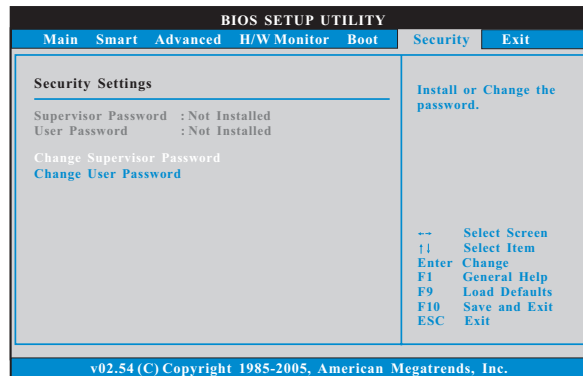 BIOS SETUP UTILITY
Main Smart Advanced H/W Monitor Boot Security Exit
Security Settings
Supervisor Password : Not Installed
User Password : Not Installed
Change Supervisor Password
Change User Password
Install or Change the
password.
←→ Select Screen
↑↓ Select Item
Enter Change
F1 General Help
F9 Load Defaults
F10 Save and Exit
ESC Exit
v02.54 (C) Copyright 1985-2005, American Megatrends, Inc.